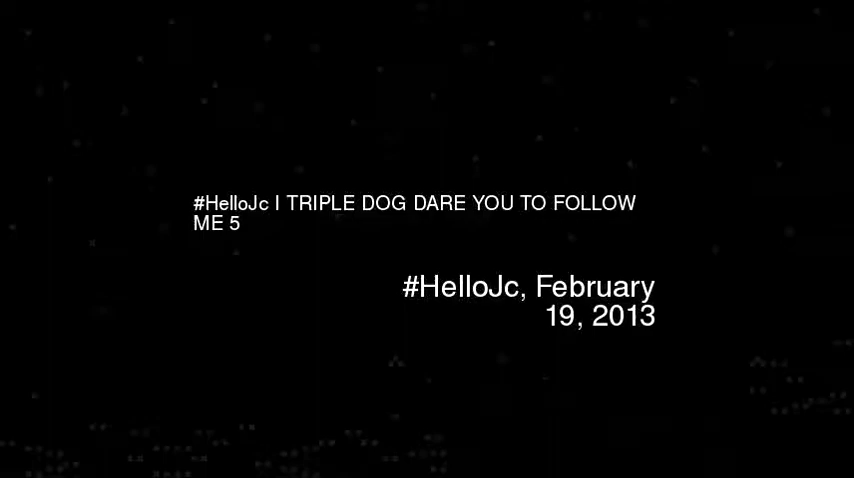 #HelloJc I TRIPLE DOG DARE YOU TO FOLLOW
ME 5
#HelloJc, February
19, 2013